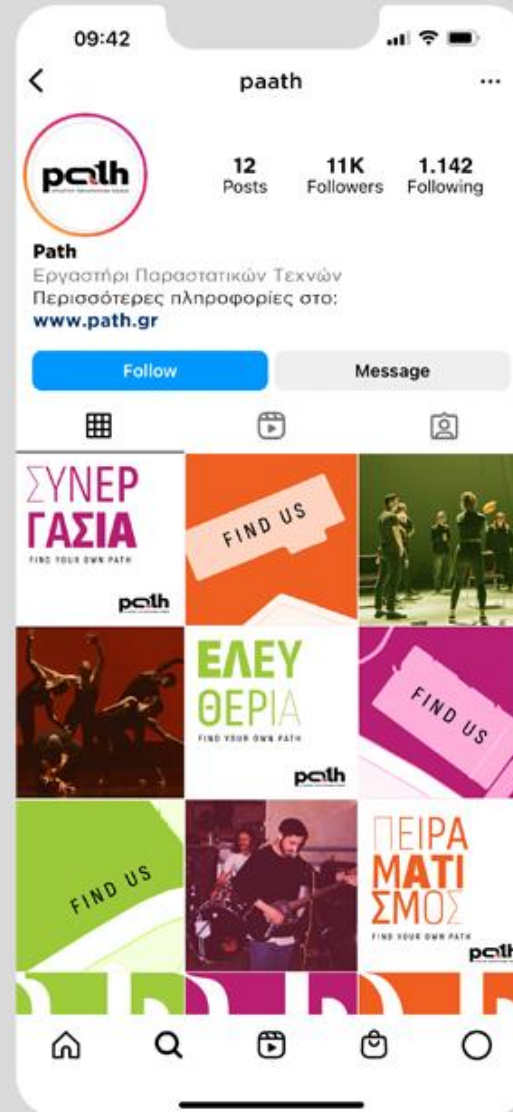 09:42
paath
path
12 11K 1.142
Posts Followers Following
Path
Εργαστήρι Παραστατικών Τεχνών
Περισσότερες πληροφορίες στο:
www.path.gr
Follow Message
ΣΥΝΕΡ
ΓΑΣΙΑ
FIND YOUR OWN PATH
path
FIND US
ΕΛΕΥ
ΘΕΡΙΑ
FIND YOUR OWN PATH
path
FIND US
FIND US
ΠΕΙΡΑ
ΜΑΤΙ
ΣΜΟΣ
FIND YOUR OWN PATH
path